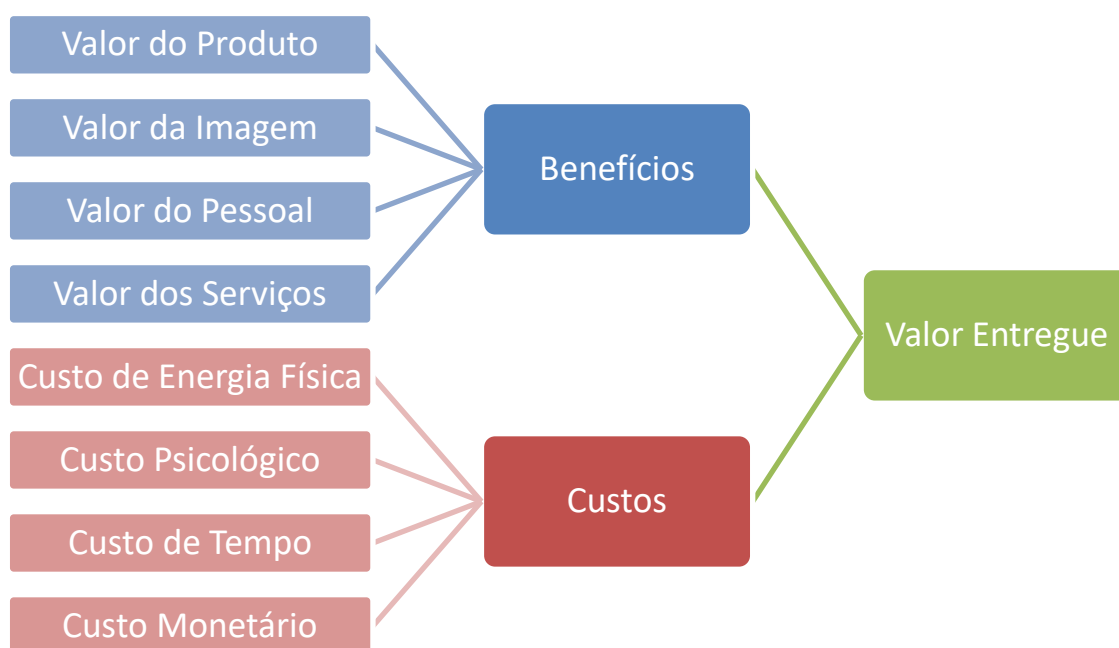 Valor do Produto
Valor da Imagem
Valor do Pessoal
Valor dos Serviços
Custo de Energia Física
Custo Psicológico
Custo de Tempo
Custo Monetário
Benefícios
Custos
Valor Entregue